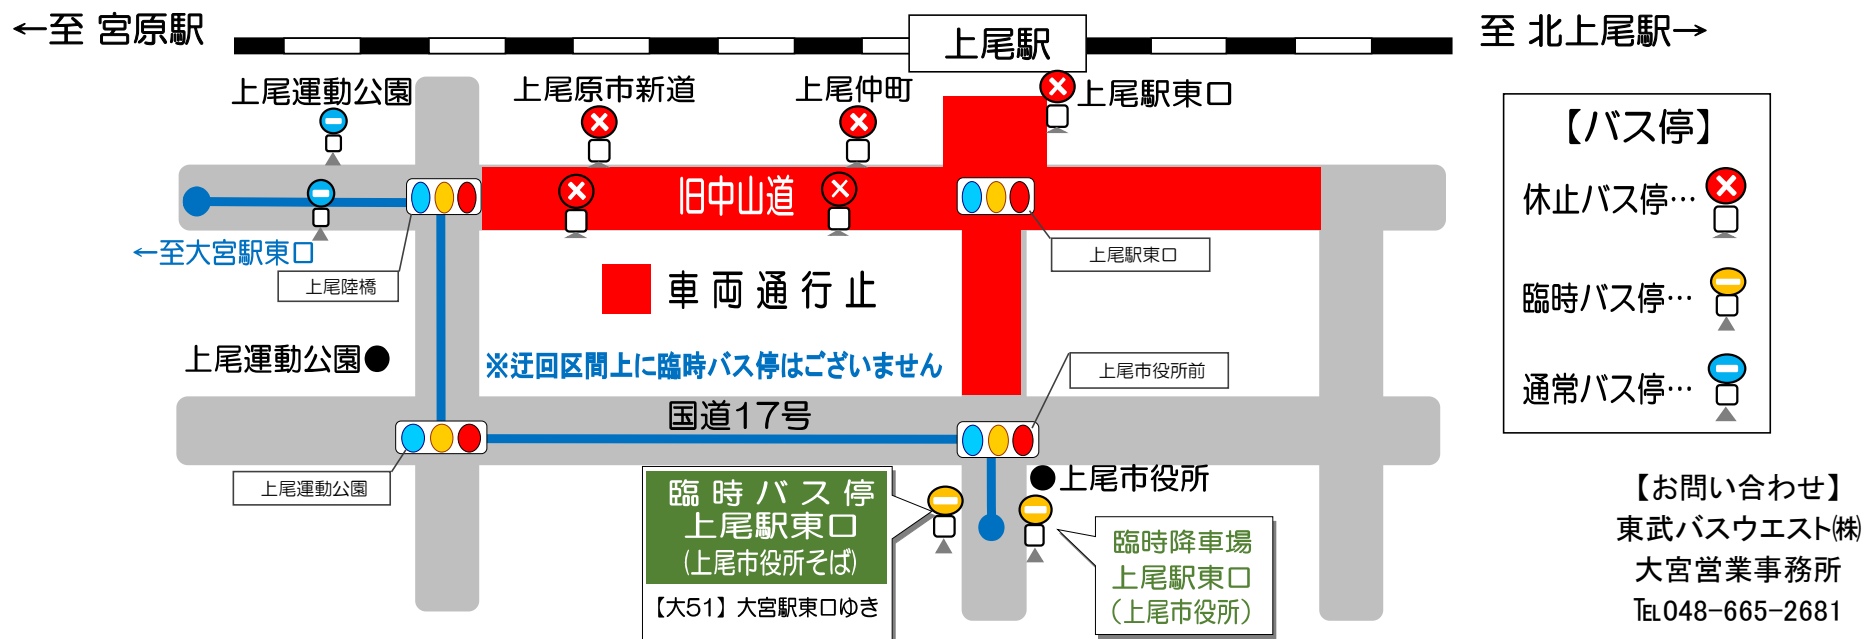 ←至 宮原駅
上尾駅
至 北上尾駅→
上尾運動公園
上尾原市新道
上尾仲町
上尾駅東口
旧中山道
←至大宮駅東口
上尾陸橋
上尾駅東口
車両通行止
上尾運動公園●
※迂回区間上に臨時バス停はございません
上尾市役所前
国道17号
上尾運動公園
●上尾市役所
臨時バス停
上尾駅東口
(上尾市役所そば)
【大51】大宮駅東口ゆき
臨時降車場
上尾駅東口
(上尾市役所)
【バス停】
休止バス停…
臨時バス停…
通常バス停…
【お問い合わせ】
東武バスウエスト㈱
大宮営業事務所
℡048-665-2681